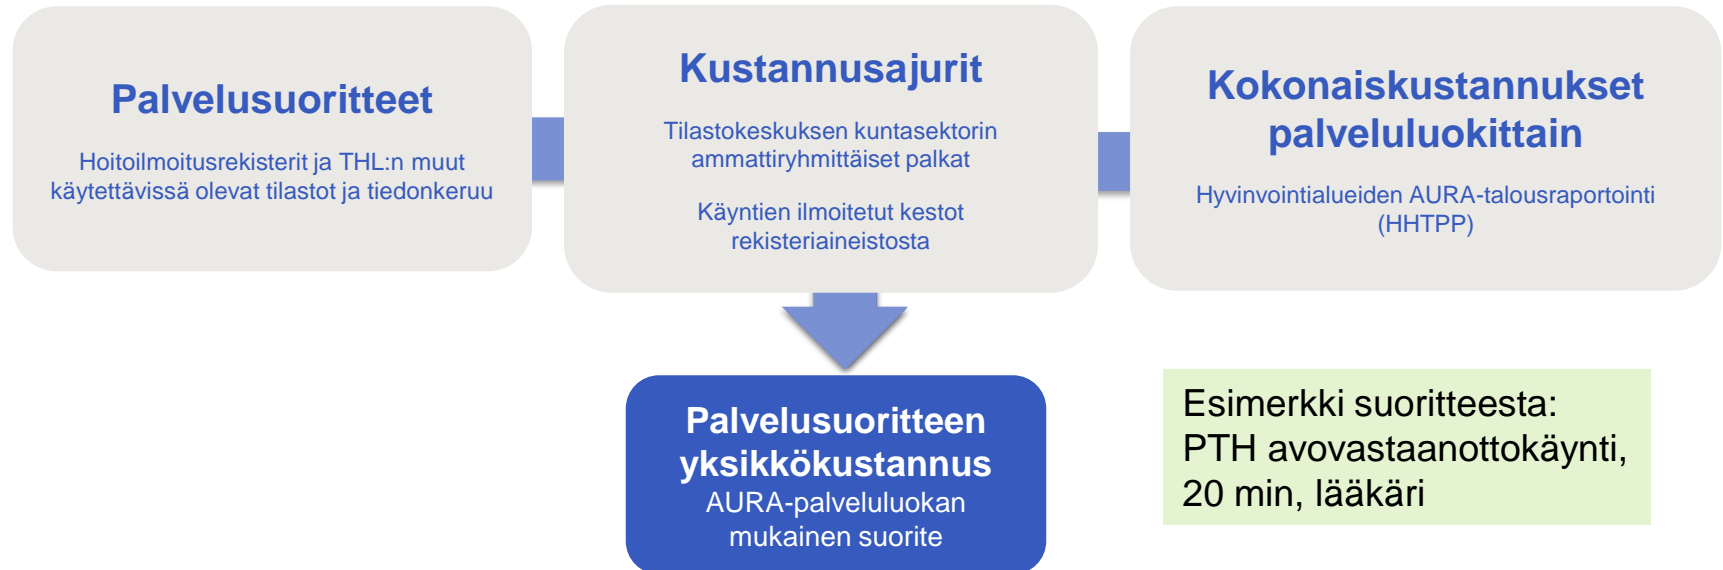 Palvelusuoritteet
Hoitoilmoitusrekisterit ja THL:n muut
käytettävissä olevat tilastot ja tiedonkeruu
Kustannusajurit
Tilastokeskuksen kuntasektorin
ammattiryhmittäiset palkat
Käyntien ilmoitetut kestot
rekisteriaineistosta
Kokonaiskustannukset
palveluluokittain
Hyvinvointialueiden AURA-talousraportointi
(HHTPP)
Palvelusuoritteen
yksikkökustannus
AURA-palveluluokan
mukainen suorite
Esimerkki suoritteesta:
PTH avovastaanottokäynti,
20 min, lääkäri